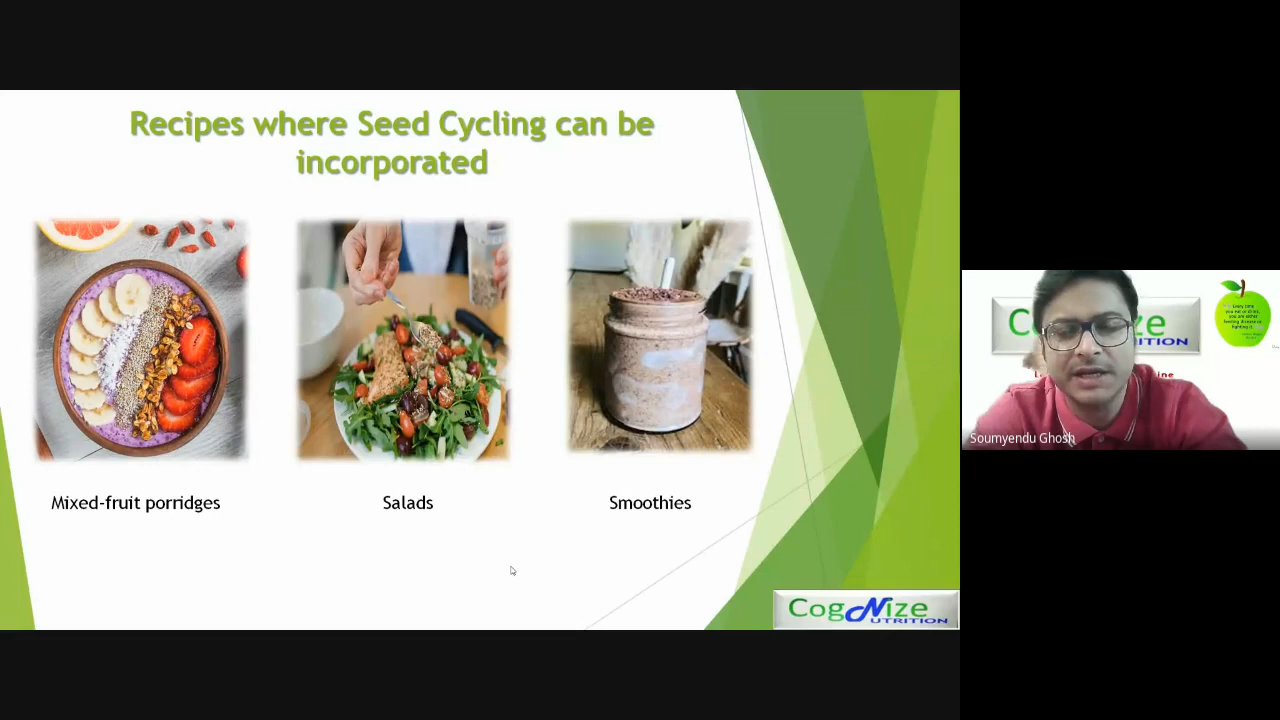 Recipes where Seed Cycling can be
incorporated
Mixed-fruit porridges
Salads
Smoothies
CogNize
UTRITION
Soumyendu Ghosh